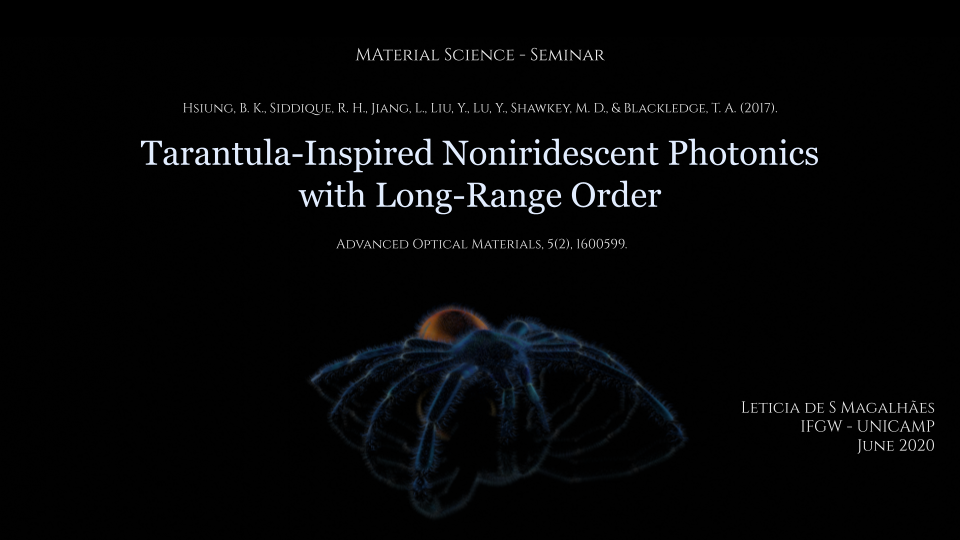 MAterial Science - Seminar
Hsiung, B. K., Siddique, R. H., Jiang, L., Liu, Y., Lu, Y., Shawkey, M. D., & Blackledge, T. A. (2017).
Tarantula-Inspired Noniridescent Photonics
with Long-Range Order
Advanced Optical Materials, 5(2), 1600599.
Leticia de S Magalhães
IFGW - UNICAMP
June 2020